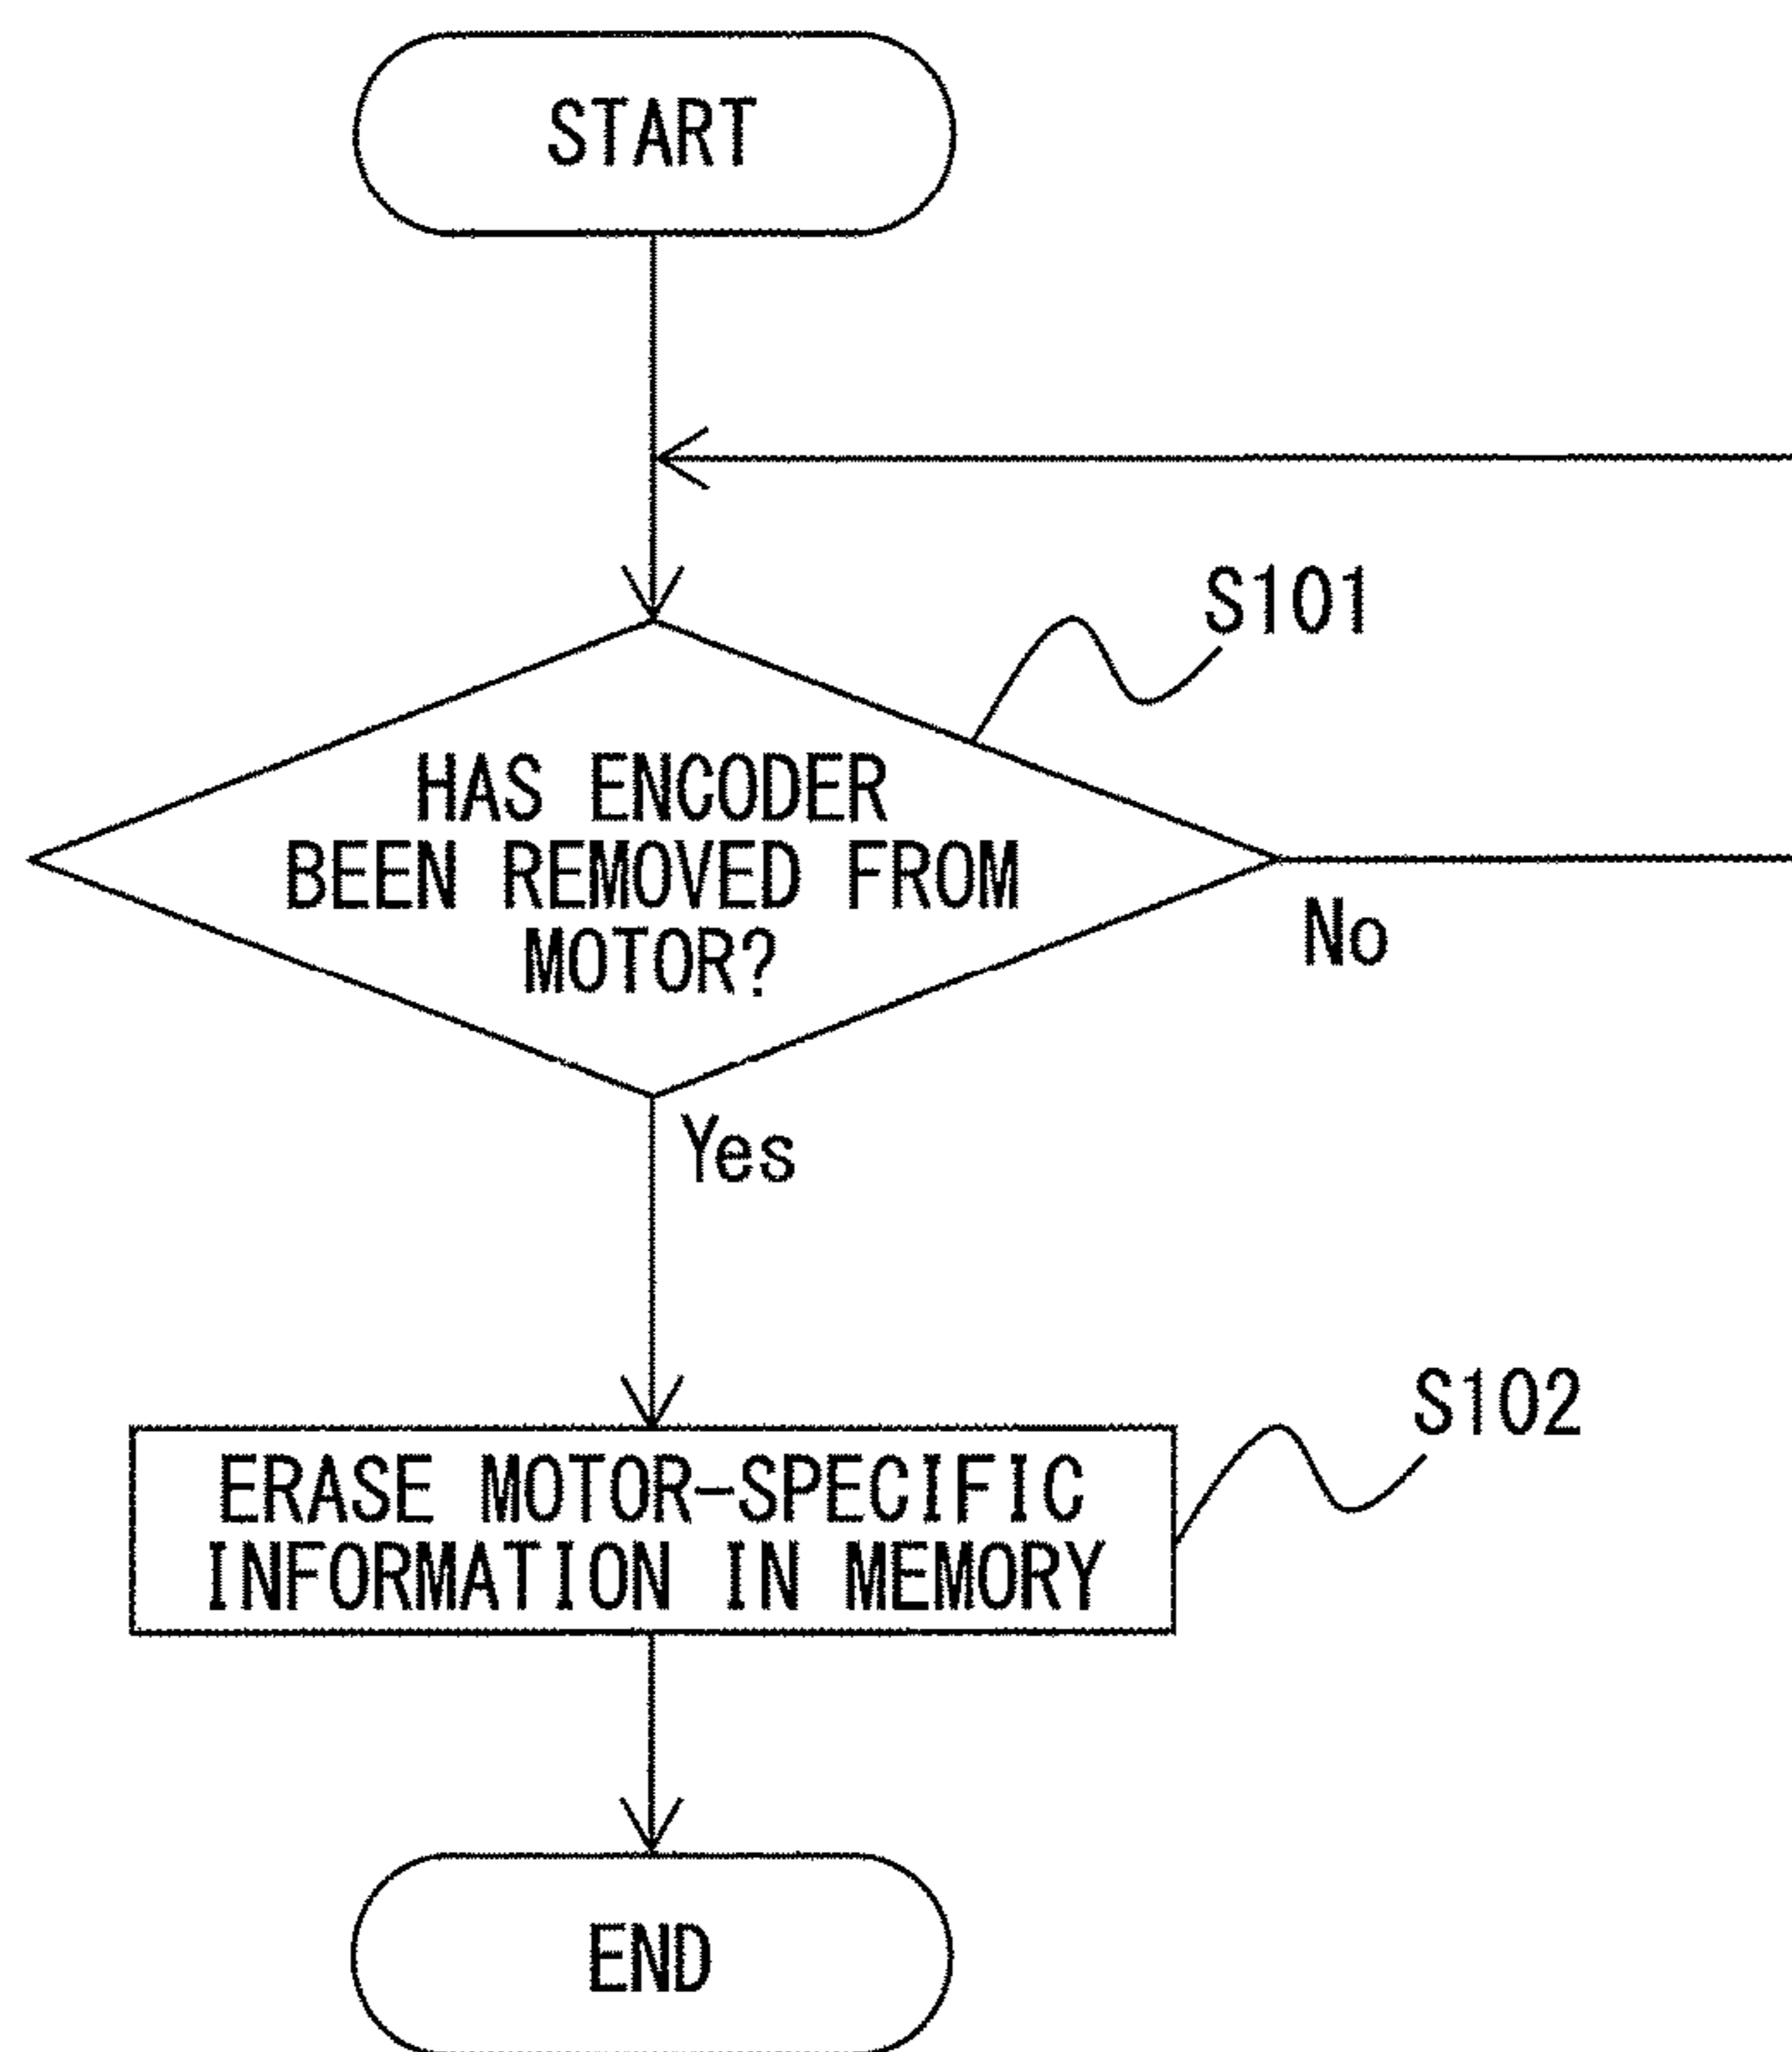 START
S101
HAS ENCODER
BEEN REMOVED FROM
MOTOR?
No
Yes
S102
ERASE MOTOR-SPECIFIC
INFORMATION IN MEMORY
END